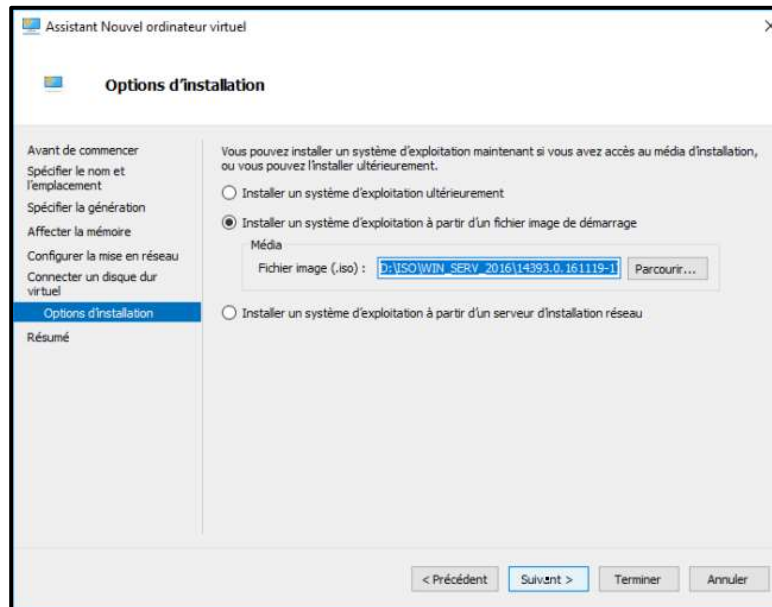 Assistant Nouvel ordinateur virtuel
Options d'installation
Avant de commencer
Spécifier le nom et
l'emplacement
Spécifier la génération
Affecter la mémoire
Configurer la mise en réseau
Connecter un disque dur
virtuel
Options d'installation
Résumé
Vous pouvez installer un système d'exploitation maintenant si vous avez accès au média d'installation,
ou vous pouvez l'installer ultérieurement.
Installer un système d'exploitation ultérieurement
Installer un système d'exploitation à partir d'un fichier image de démarrage
Média
Fichier image (.iso) : D:\ISO\WIN_SERV_2016\14393.0.161119-1 Parcourir...
Installer un système d'exploitation à partir d'un serveur d'installation réseau
< Précédent Suivant > Terminer Annuler